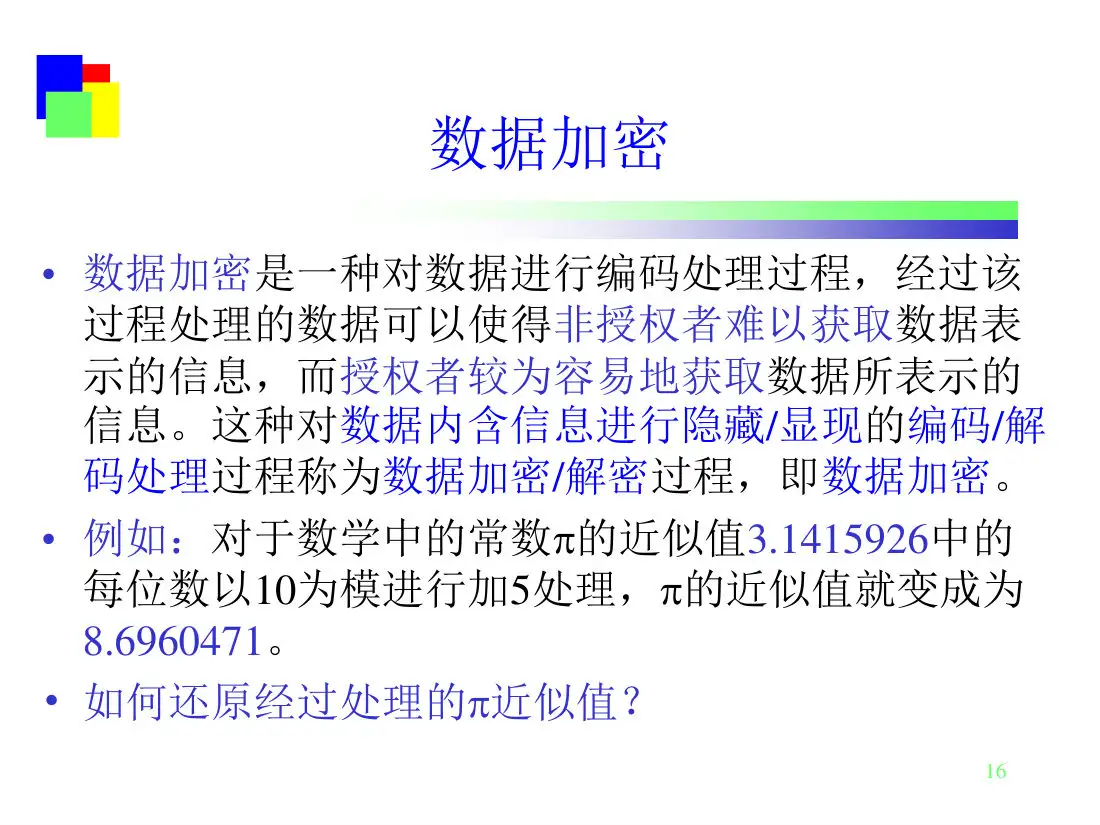 数据加密
• 数据加密是一种对数据进行编码处理过程，经过该
过程处理的数据可以使得非授权者难以获取数据表
示的信息，而授权者较为容易地获取数据所表示的
信息。这种对数据内含信息进行隐藏/显现的编码/解
码处理过程称为数据加密/解密过程，即数据加密。
• 例如：对于数学中的常数π的近似值3.1415926中的
每位数以10为模进行加5处理，π的近似值就变成为
8.6960471。
• 如何还原经过处理的π近似值？
16